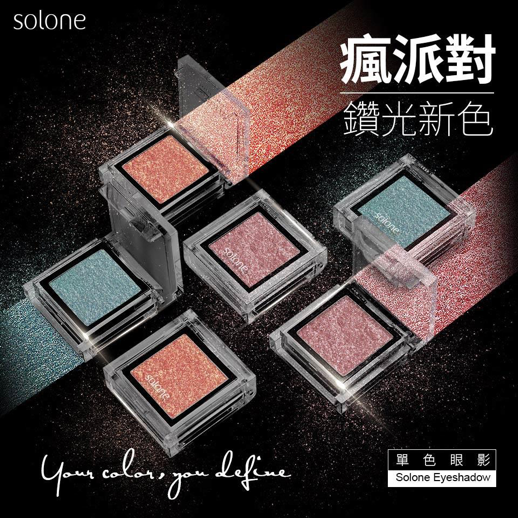 solone
瘋派對
鑽光新色
solone
solone
solone
Your color, you define
單色眼影
Solone Eyeshadow